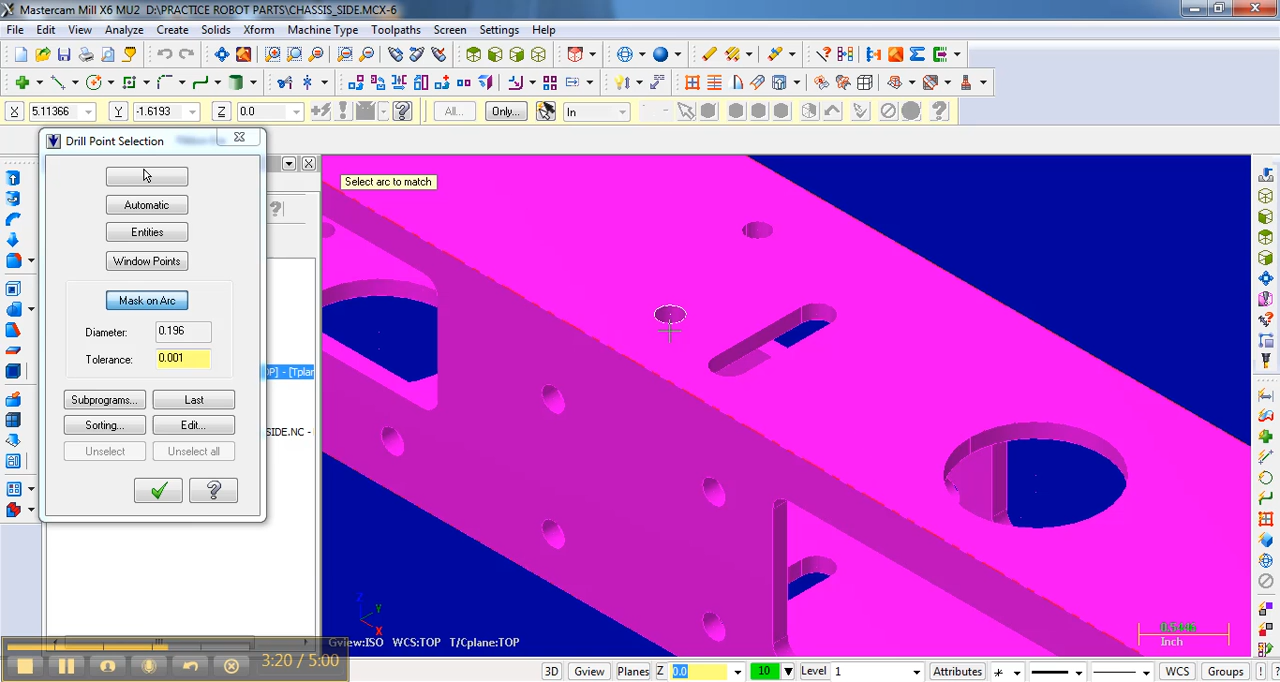 Mastercam Mill X6 MU2 D:\PRACTICE ROBOT PARTS\CHASSIS_SIDE.MCX-6
File Edit View Analyze Create Solids Xform Machine Type Toolpaths Screen Settings Help
X 5.11366 Y -1.6193 Z 0.0 All... Only... In
Drill Point Selection
Select arc to match
Automatic
Entities
Window Points
Mask on Arc
Diameter: 0.196
Tolerance: 0.001
OP] - [Tplan
Subprograms... Last
Sorting... Edit...
SIDE.NC -
Unselect Unselect all
Z
Y
X
Gview:ISO WCS:TOP T/Cplane:TOP
Inch
3:20 / 5:00
3D Gview Planes Z 0.0 10 Level 1 Attributes WCS Groups ! ?